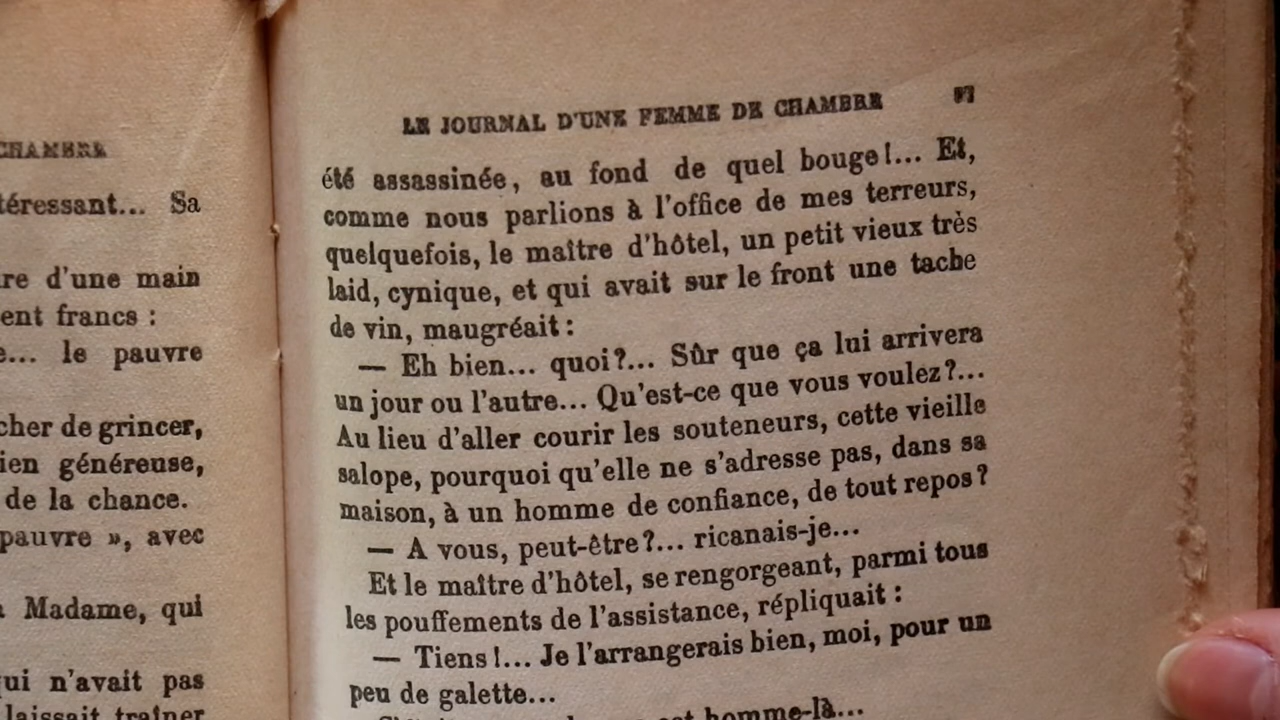 CHAMBRE
téressant... Sa
re d'une main
ent francs :
... le pauvre
cher de grincer,
ien généreuse,
de la chance.
pauvre », avec
Madame, qui
ui n'avait pas
laissait traîner
LE JOURNAL D'UNE FEMME DE CHAMBRE 97
été assassinée, au fond de quel bouge!... Et,
comme nous parlions à l'office de mes terreurs,
quelquefois, le maître d'hôtel, un petit vieux très
laid, cynique, et qui avait sur le front une tache
de vin, maugréait :
— Eh bien... quoi?... Sûr que ça lui arrivera
un jour ou l'autre... Qu'est-ce que vous voulez?...
Au lieu d'aller courir les souteneurs, cette vieille
salope, pourquoi qu'elle ne s'adresse pas, dans sa
maison, à un homme de confiance, de tout repos?
— A vous, peut-être?... ricanais-je...
Et le maître d'hôtel, se rengorgeant, parmi tous
les pouffements de l'assistance, répliquait :
— Tiens!... Je l'arrangerais bien, moi, pour un
peu de galette...
homme-là...